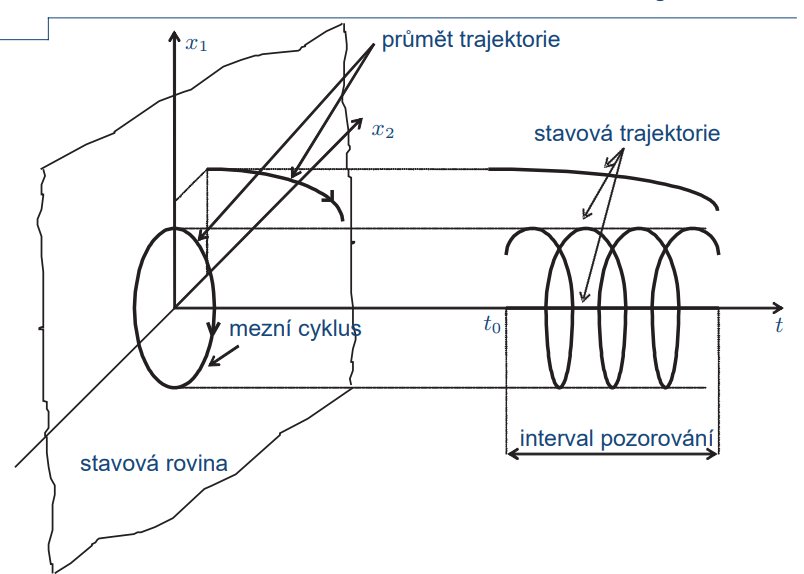 x₁
průmět trajektorie
x₂
stavová trajektorie
mezní cyklus
t₀
t
interval pozorování
stavová rovina